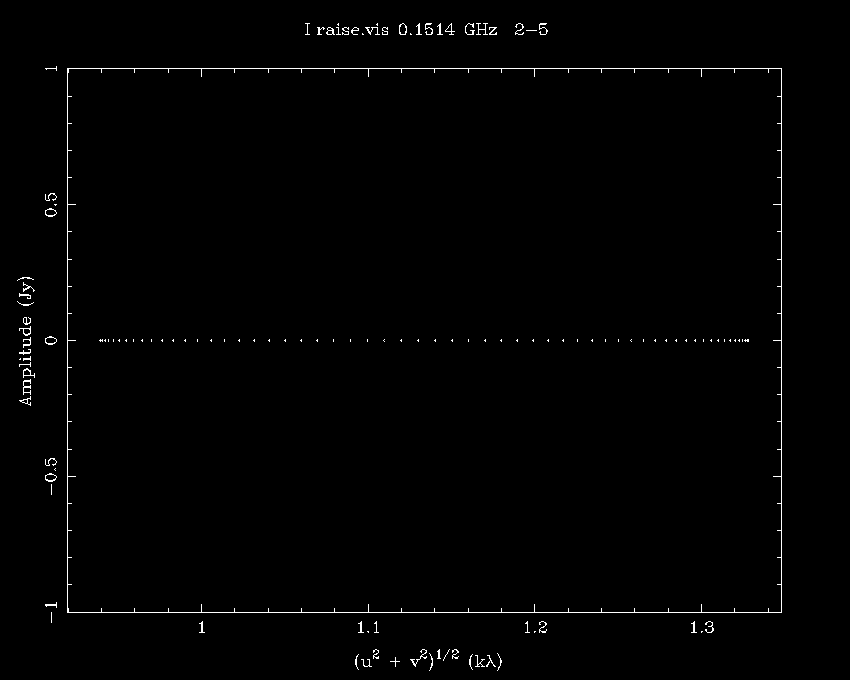 I raise.vis 0.1514 GHz 2−5
1
0.5
0
−0.5
−1
Amplitude (Jy)
1 1.1 1.2 1.3
(u² + v²)^1/2 (kλ)